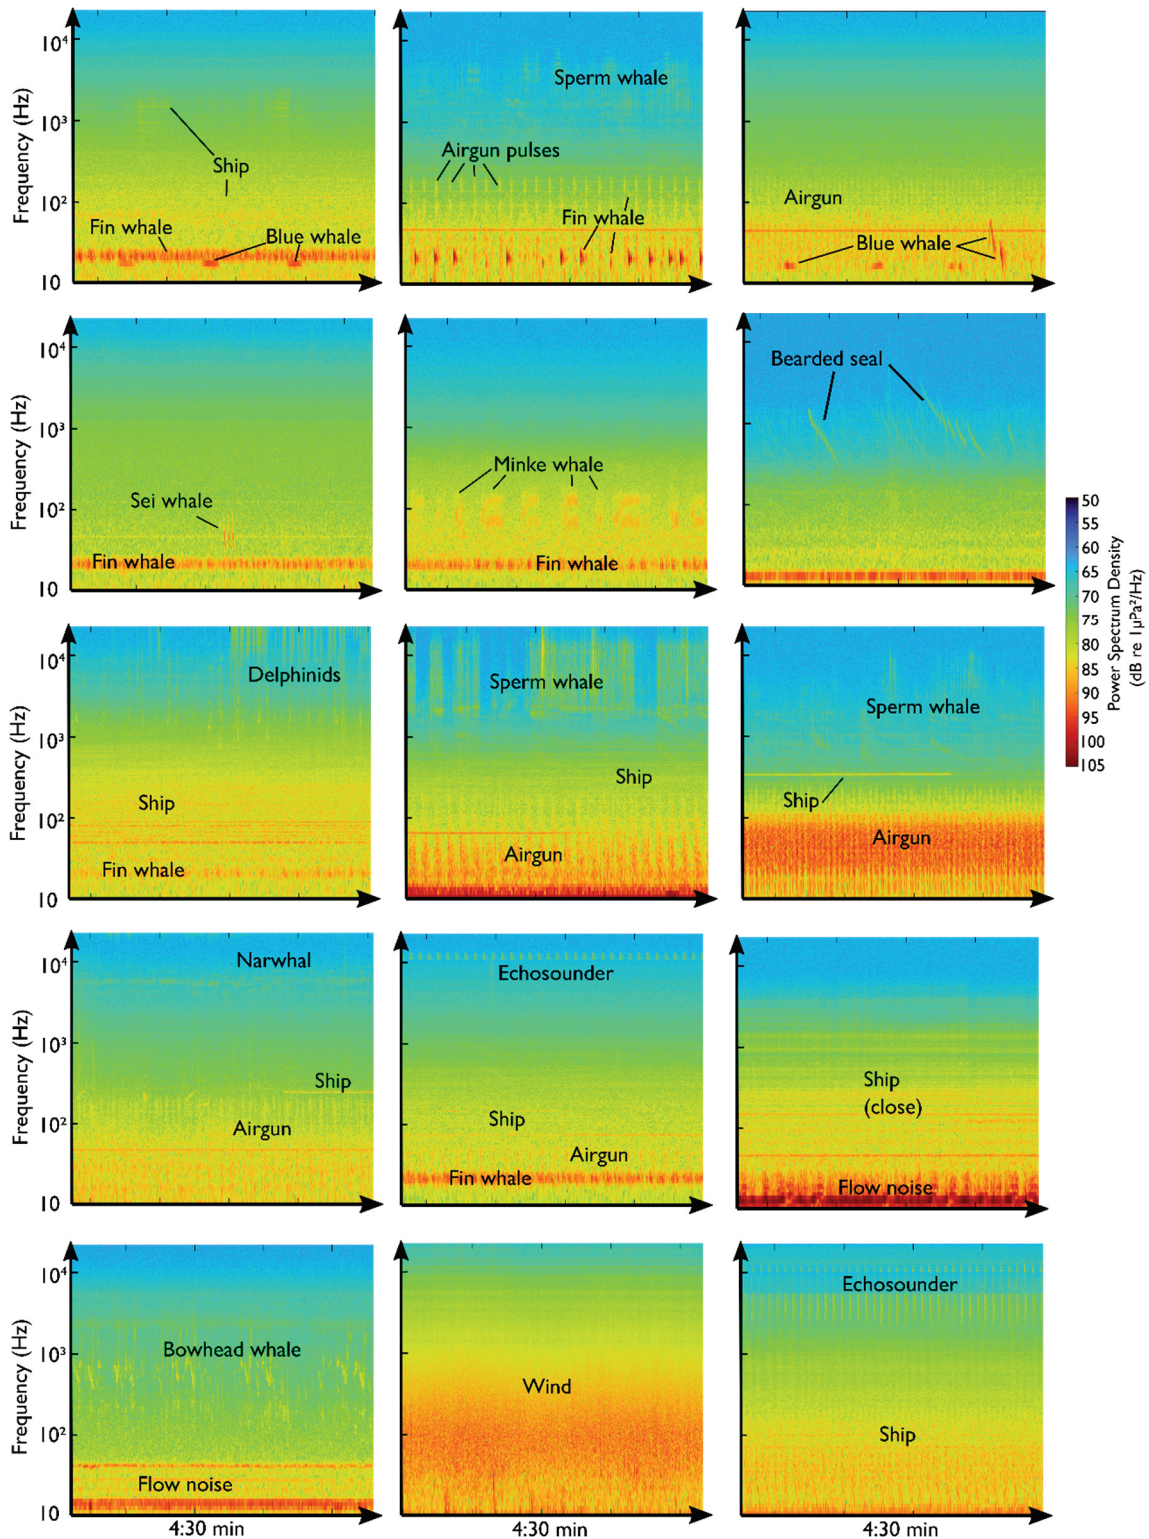 Frequency (Hz)
10⁴
10³
10²
10
Ship
Fin whale
Blue whale
Sperm whale
Airgun pulses
Fin whale
Airgun
Blue whale
Frequency (Hz)
10⁴
10³
10²
10
Sei whale
Fin whale
Minke whale
Fin whale
Bearded seal
50
55
60
65
70
75
80
85
90
95
100
105
Power Spectrum Density
(dB re 1μPa²/Hz)
Frequency (Hz)
10⁴
10³
10²
10
Delphinids
Ship
Fin whale
Sperm whale
Ship
Airgun
Sperm whale
Ship
Airgun
Frequency (Hz)
10⁴
10³
10²
10
Narwhal
Ship
Airgun
Echosounder
Ship
Airgun
Fin whale
Ship
(close)
Flow noise
Frequency (Hz)
10⁴
10³
10²
10
Bowhead whale
Flow noise
Wind
Echosounder
Ship
4:30 min
4:30 min
4:30 min